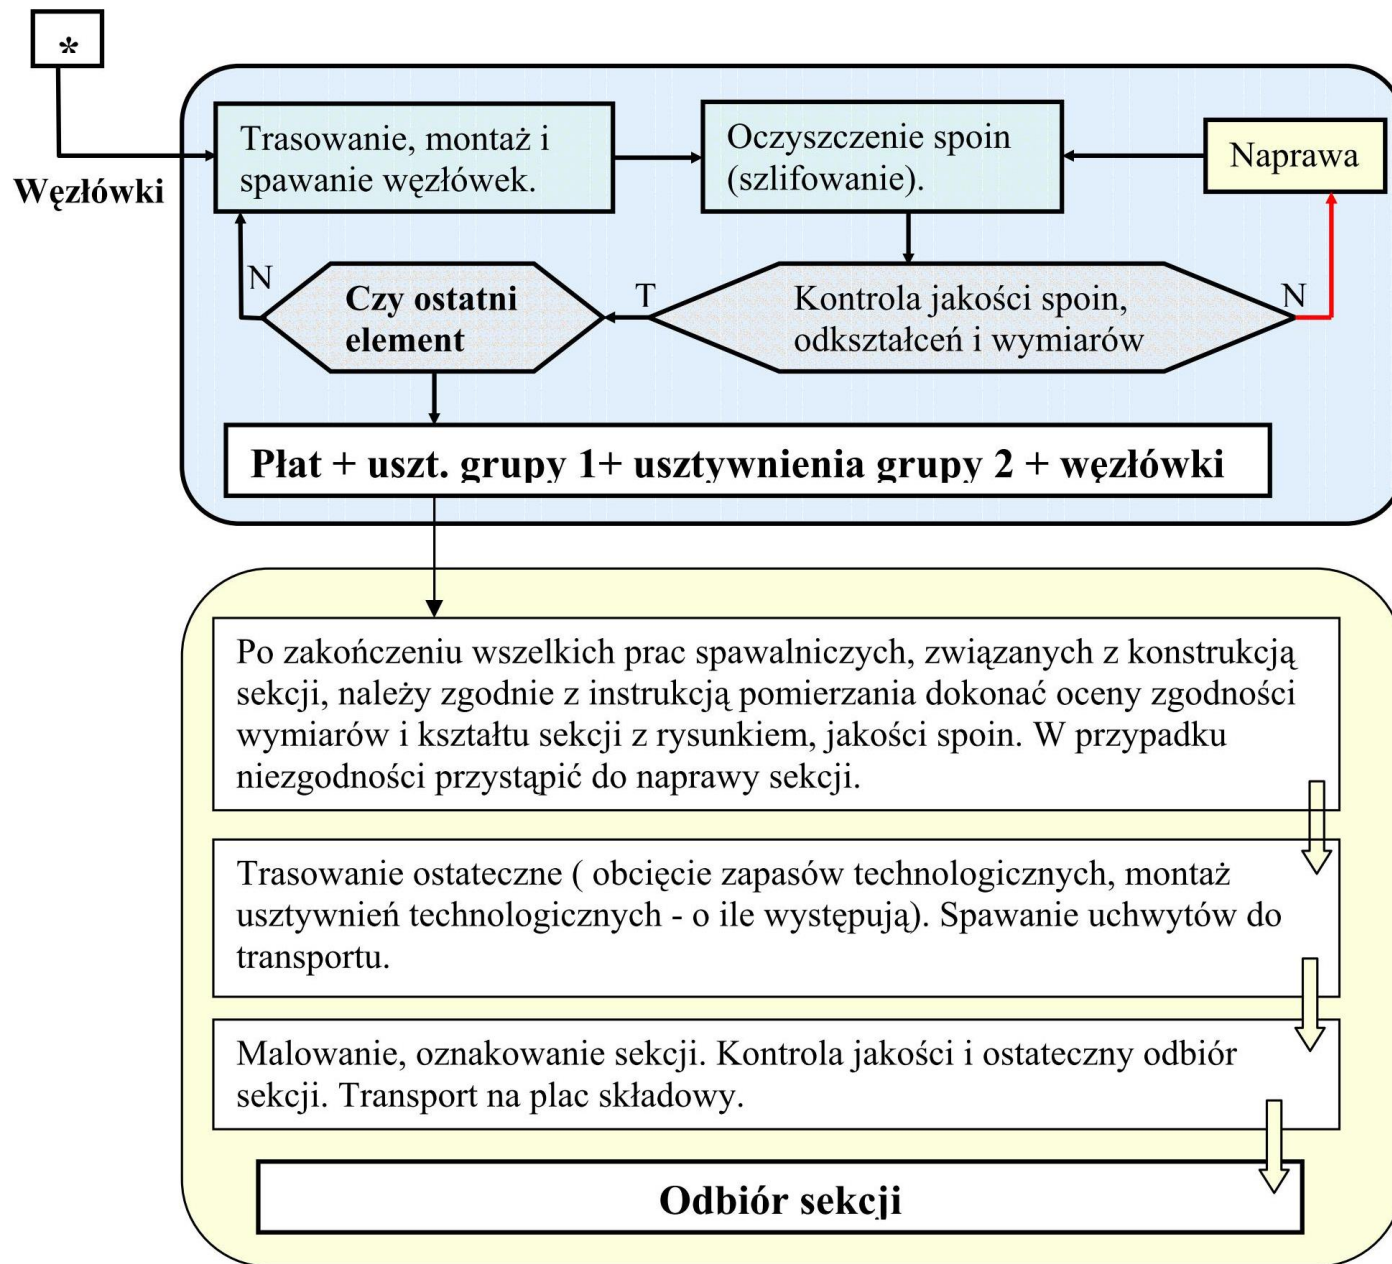 *
Węzłówki
Trasowanie, montaż i
spawanie węzłówek.
Oczyszczenie spoin
(szlifowanie).
Naprawa
N
Czy ostatni
element
T
Kontrola jakości spoin,
odkształceń i wymiarów
N
Płat + uszt. grupy 1+ usztywnienia grupy 2 + węzłówki
Po zakończeniu wszelkich prac spawalniczych, związanych z konstrukcją
sekcji, należy zgodnie z instrukcją pomierzania dokonać oceny zgodności
wymiarów i kształtu sekcji z rysunkiem, jakości spoin. W przypadku
niezgodności przystąpić do naprawy sekcji.
Trasowanie ostateczne ( obcięcie zapasów technologicznych, montaż
usztywnień technologicznych - o ile występują). Spawanie uchwytów do
transportu.
Malowanie, oznakowanie sekcji. Kontrola jakości i ostateczny odbiór
sekcji. Transport na plac składowy.
Odbiór sekcji